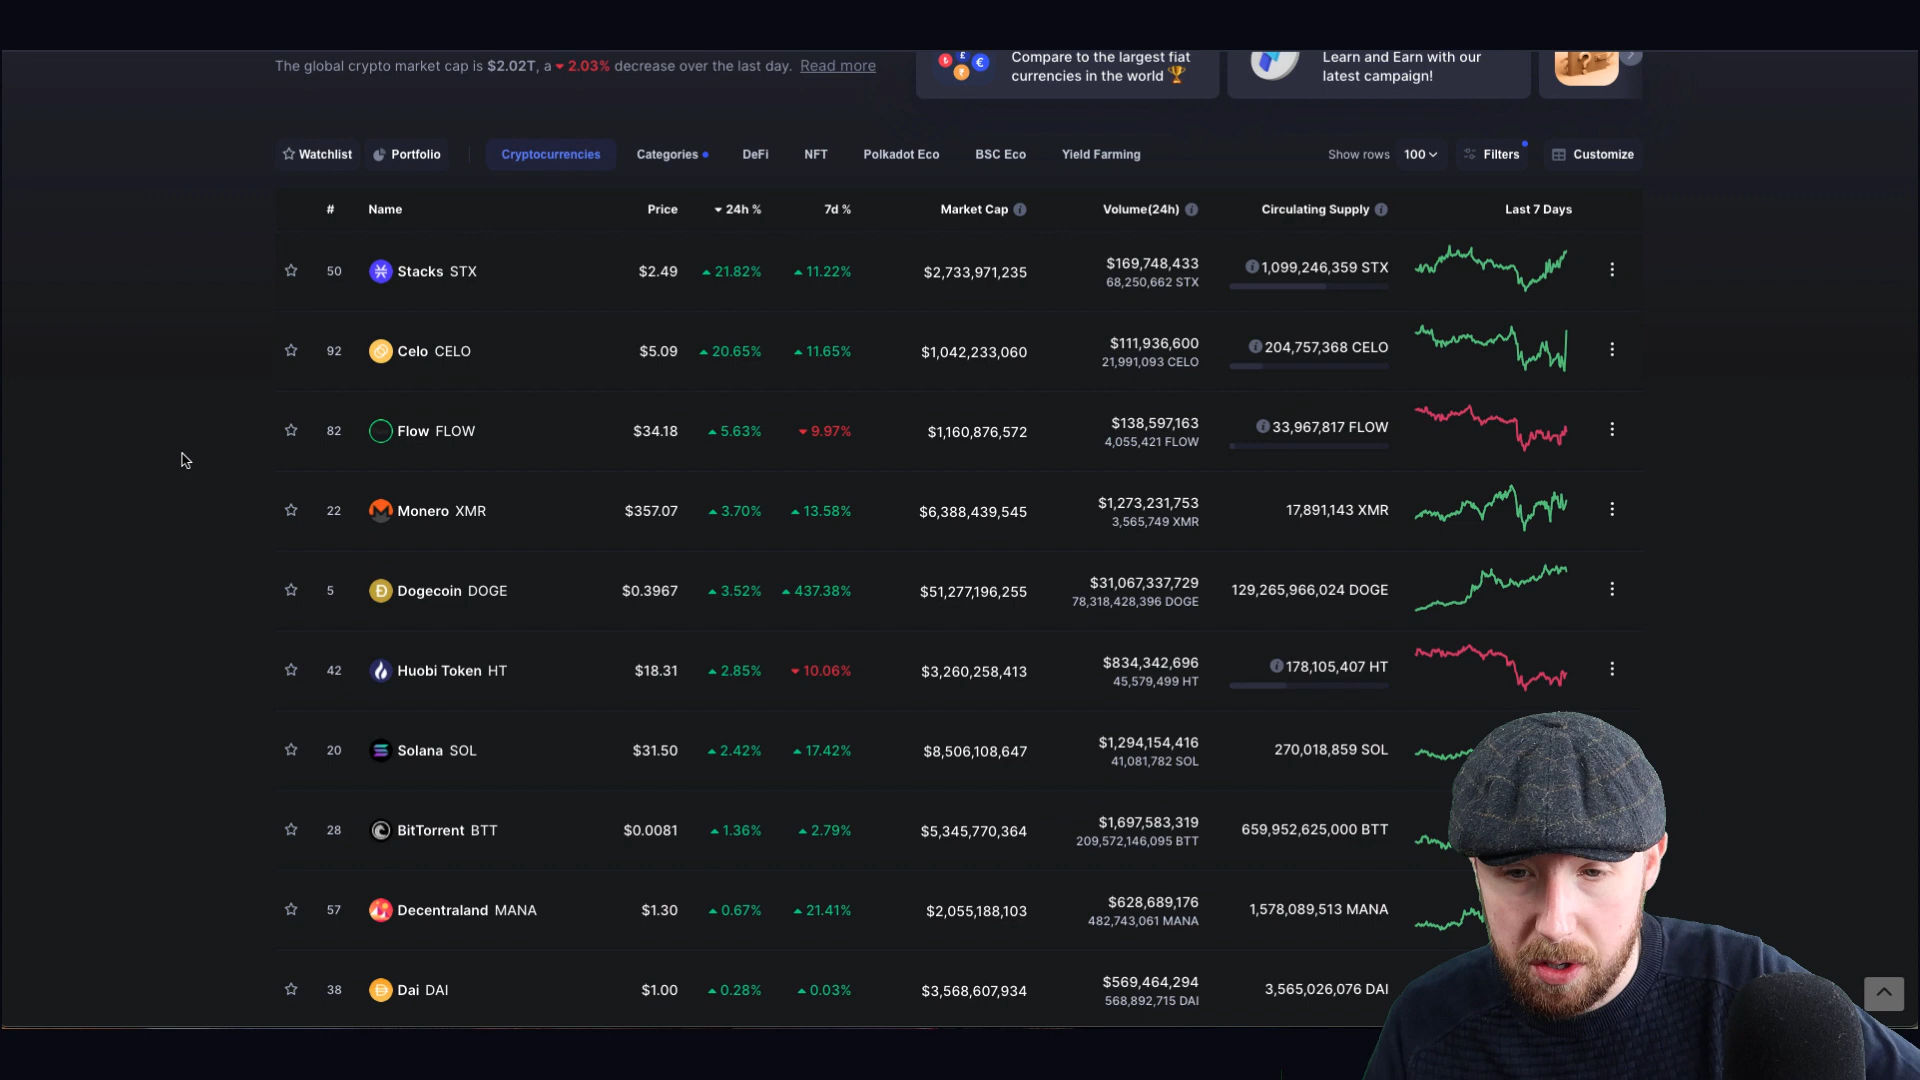 The global crypto market cap is $2.02T, a 2.03% decrease over the last day. Read more
Compare to the largest fiat
currencies in the world
Learn and Earn with our
latest campaign!
Watchlist Portfolio Cryptocurrencies Categories DeFi NFT Polkadot Eco BSC Eco Yield Farming Show rows 100 Filters Customize
# Name Price 24h % 7d % Market Cap Volume(24h) Circulating Supply Last 7 Days
50 Stacks STX $2.49 21.82% 11.22% $2,733,971,235 $169,748,433 1,099,246,359 STX
68,250,662 STX
92 Celo CELO $5.09 20.65% 11.65% $1,042,233,060 $111,936,600 204,757,368 CELO
21,991,093 CELO
82 Flow FLOW $34.18 5.63% 9.97% $1,160,876,572 $138,597,163 33,967,817 FLOW
4,055,421 FLOW
22 Monero XMR $357.07 3.70% 13.58% $6,388,439,545 $1,273,231,753 17,891,143 XMR
3,565,749 XMR
5 Dogecoin DOGE $0.3967 3.52% 437.38% $51,277,196,255 $31,067,337,729 129,265,966,024 DOGE
78,318,428,396 DOGE
42 Huobi Token HT $18.31 2.85% 10.06% $3,260,258,413 $834,342,696 178,105,407 HT
45,579,499 HT
20 Solana SOL $31.50 2.42% 17.42% $8,506,108,647 $1,294,154,416 270,018,859 SOL
41,081,782 SOL
28 BitTorrent BTT $0.0081 1.36% 2.79% $5,345,770,364 $1,697,583,319 659,952,625,000 BTT
209,572,146,095 BTT
57 Decentraland MANA $1.30 0.67% 21.41% $2,055,188,103 $628,689,176 1,578,089,513 MANA
482,743,061 MANA
38 Dai DAI $1.00 0.28% 0.03% $3,568,607,934 $569,464,294 3,565,026,076 DAI
568,892,715 DAI